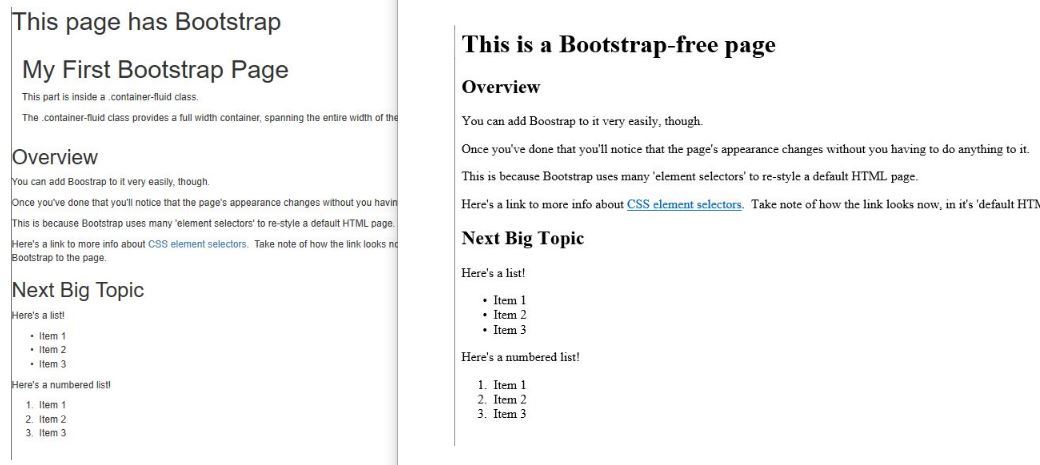 This page has Bootstrap
My First Bootstrap Page
This part is inside a .container-fluid class.
The .container-fluid class provides a full width container, spanning the entire width of the
Overview
You can add Boostrap to it very easily, though.
Once you've done that you'll notice that the page's appearance changes without you havin
This is because Bootstrap uses many 'element selectors' to re-style a default HTML page.
Here's a link to more info about CSS element selectors. Take note of how the link looks no
Bootstrap to the page.
Next Big Topic
Here's a list!
• Item 1
• Item 2
• Item 3
Here's a numbered list!
1. Item 1
2. Item 2
3. Item 3
This is a Bootstrap-free page
Overview
You can add Boostrap to it very easily, though.
Once you've done that you'll notice that the page's appearance changes without you having to do anything to it.
This is because Bootstrap uses many 'element selectors' to re-style a default HTML page.
Here's a link to more info about CSS element selectors. Take note of how the link looks now, in it's 'default HTM
Next Big Topic
Here's a list!
• Item 1
• Item 2
• Item 3
Here's a numbered list!
1. Item 1
2. Item 2
3. Item 3